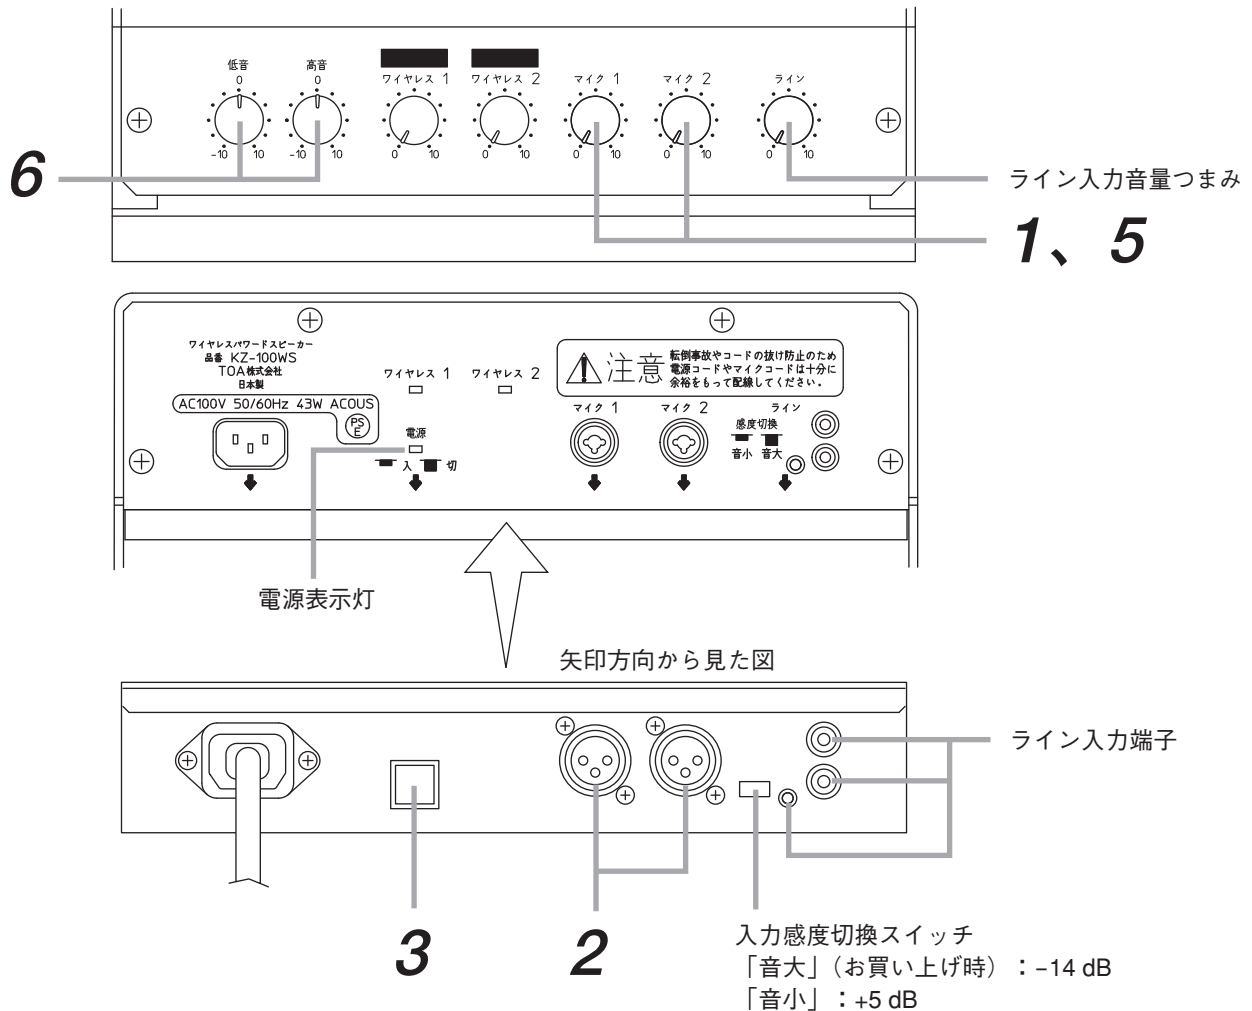 低音 高音
0 0
ワイヤレス 1 ワイヤレス 2 マイク 1 マイク 2 ライン
-10 10 -10 10 0 10 0 10 0 10 0 10 0 10
6
ライン入力音量つまみ
1、5
ワイヤレスパワードスピーカー
品番 KZ-100WS
TOA株式会社
日本製
AC100V 50/60Hz 43W ACOUS
PS
E
ワイヤレス 1 ワイヤレス 2
電源
入 切
注意
転倒事故やコードの抜け防止のため
電源コードやマイクコードは十分に
余裕をもって配線してください。
マイク 1 マイク 2 ライン
感度切換
音小 音大
電源表示灯
矢印方向から見た図
ライン入力端子
3
2
入力感度切換スイッチ
「音大」(お買い上げ時):−14 dB
「音小」:+5 dB